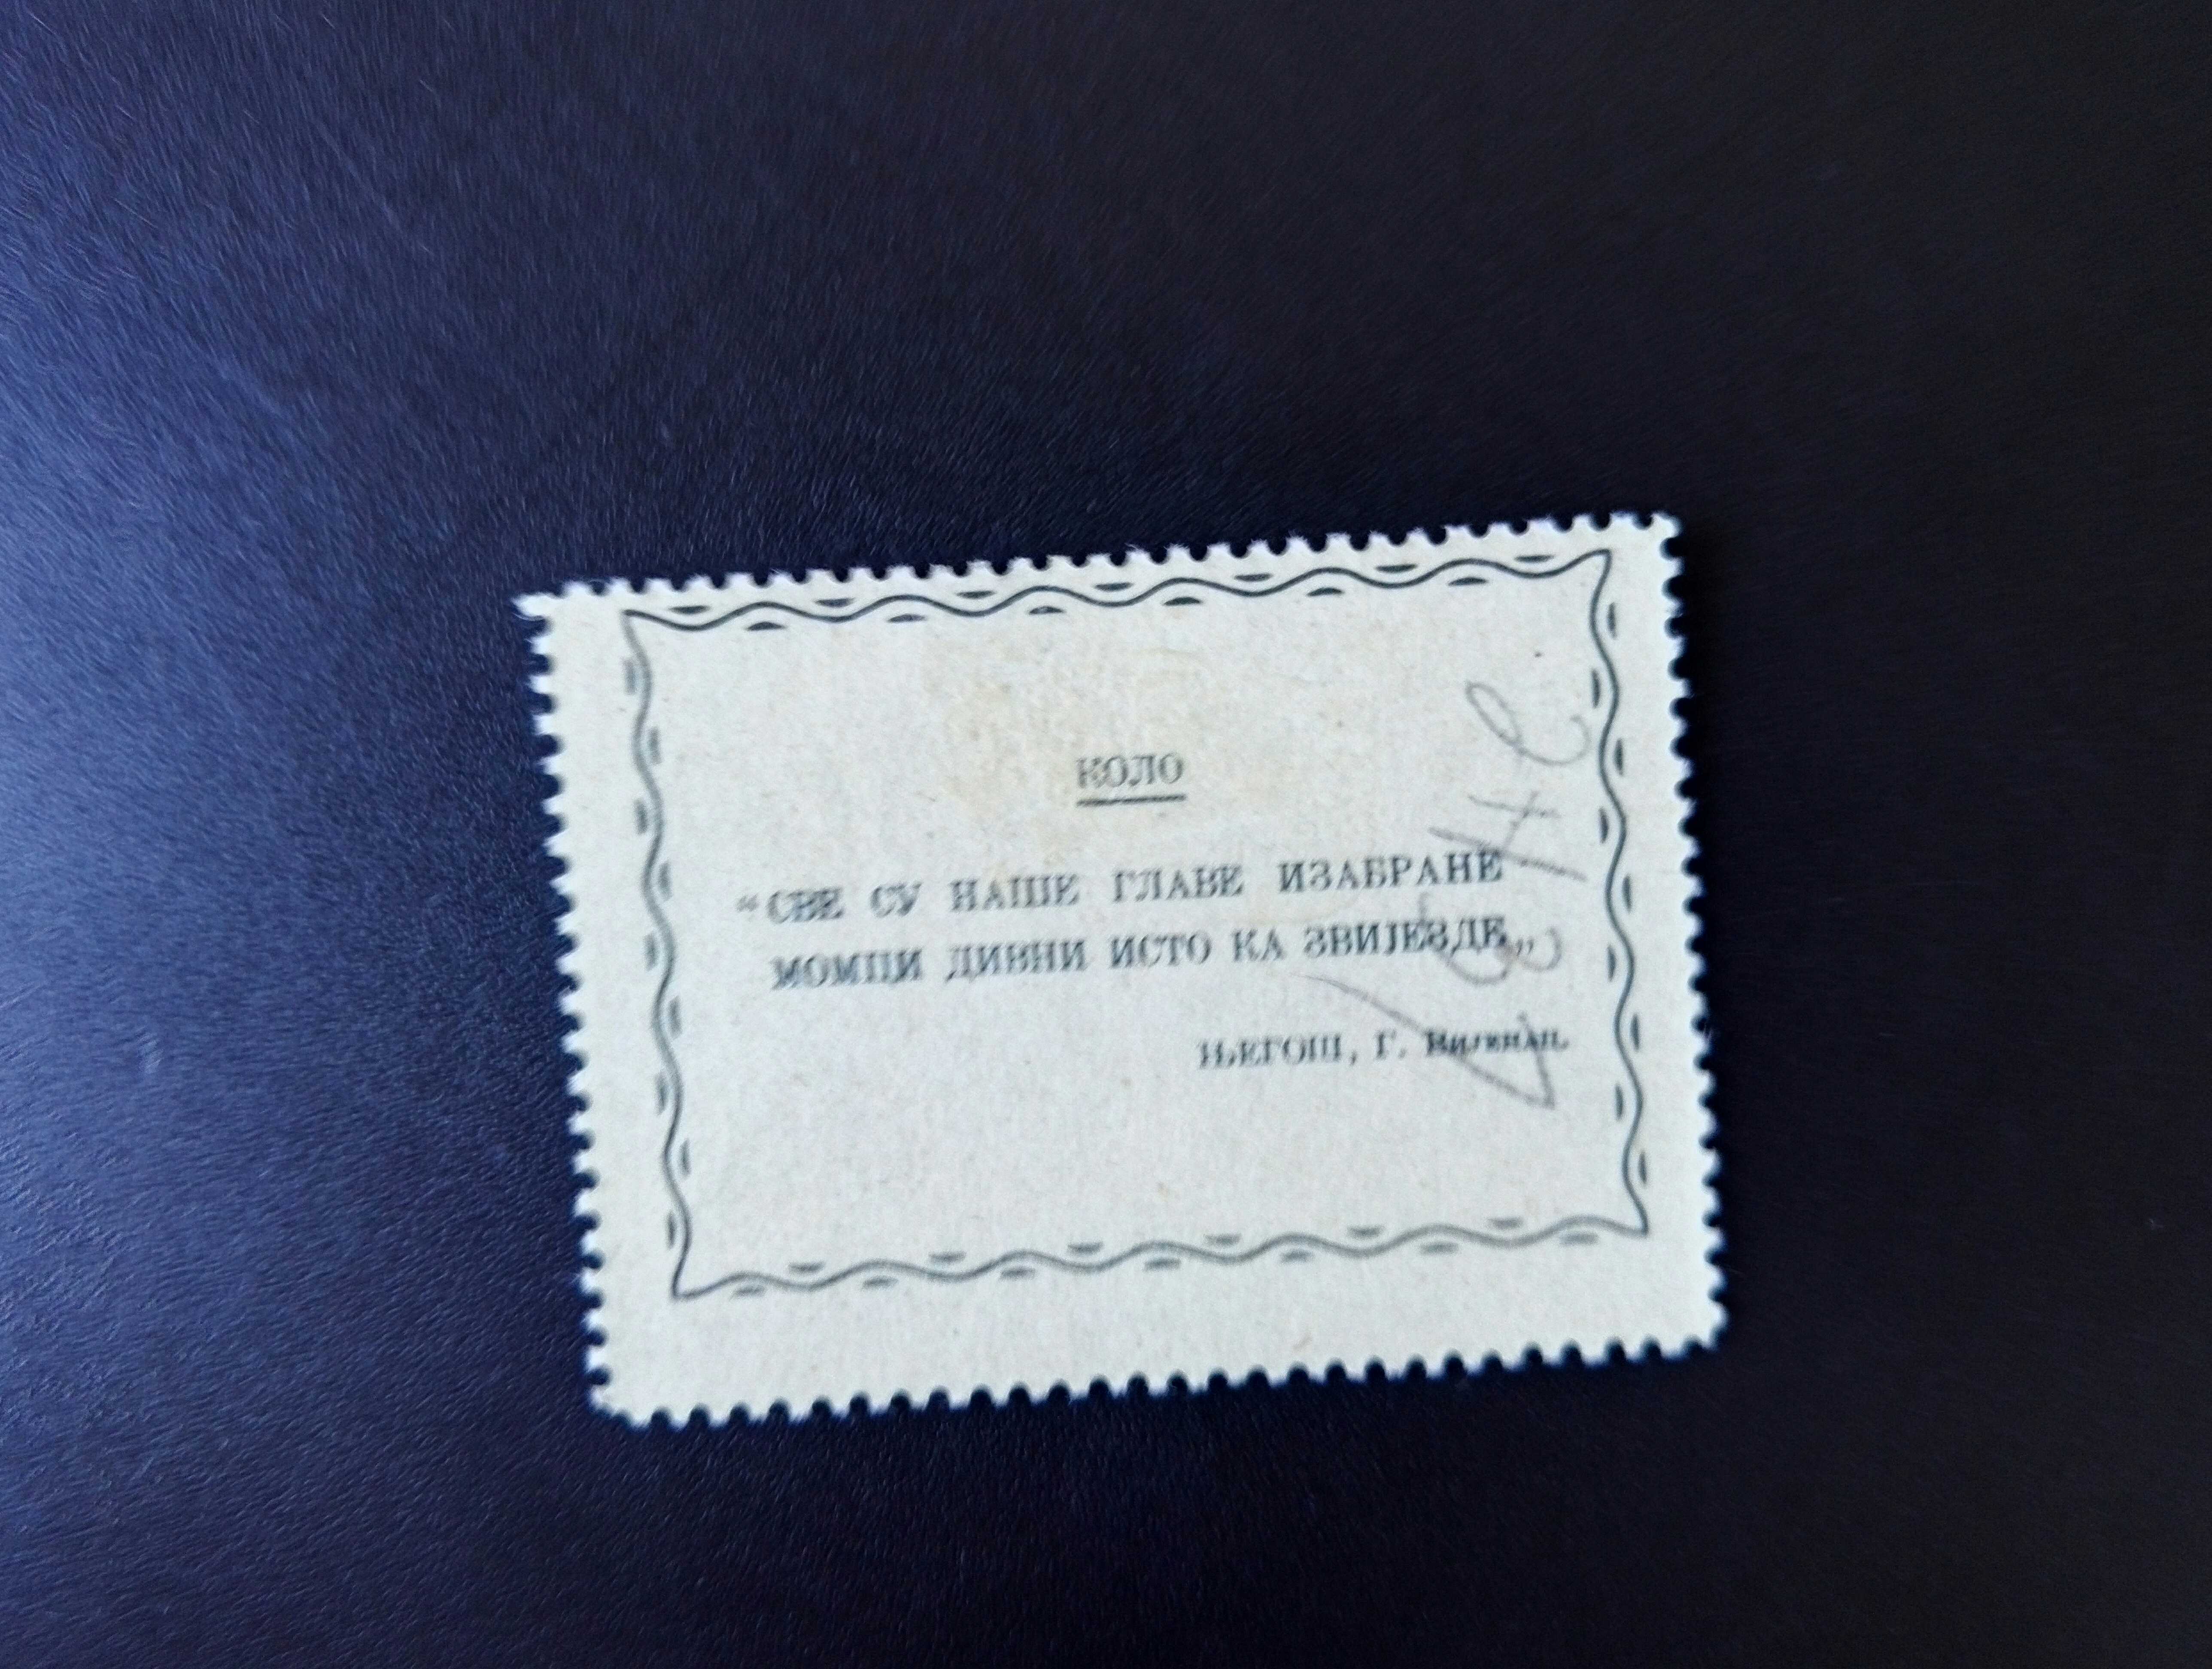 КОЛО
“СВЕ СУ НАШЕ ГЛАВЕ ИЗАБРАНЕ
МОМЦИ ДИВНИ ИСТО КА ЗВИЈЕЗДЕ„
ЊЕГОШ, Г. Вијенац.